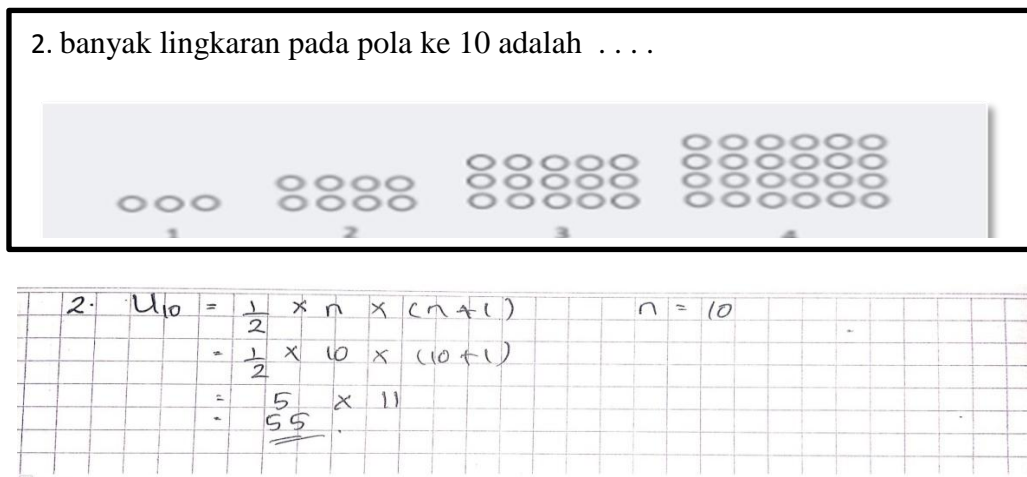 2. banyak lingkaran pada pola ke 10 adalah . . . .
1 2 3 4
2. U10 = 1/2 × n × (n+1) n = 10
= 1/2 × 10 × (10+1)
= 5 × 11
= 55.